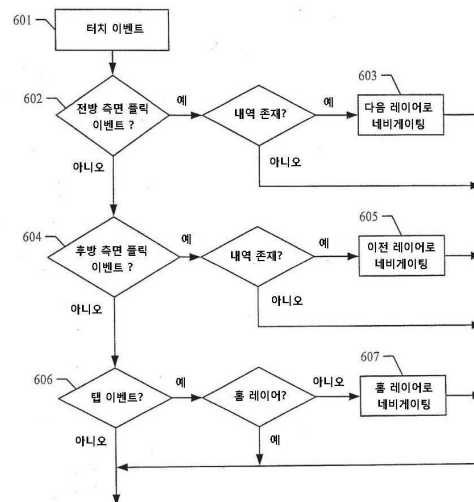 601
터치 이벤트
602
전방 측면 플릭
이벤트 ?
예
내역 존재?
예
603
다음 레이어로
네비게이팅
아니오
아니오
604
후방 측면 플릭
이벤트 ?
예
내역 존재?
예
605
이전 레이어로
네비게이팅
아니오
아니오
606
탭 이벤트?
예
홈 레이어?
아니오
607
홈 레이어로
네비게이팅
아니오
예